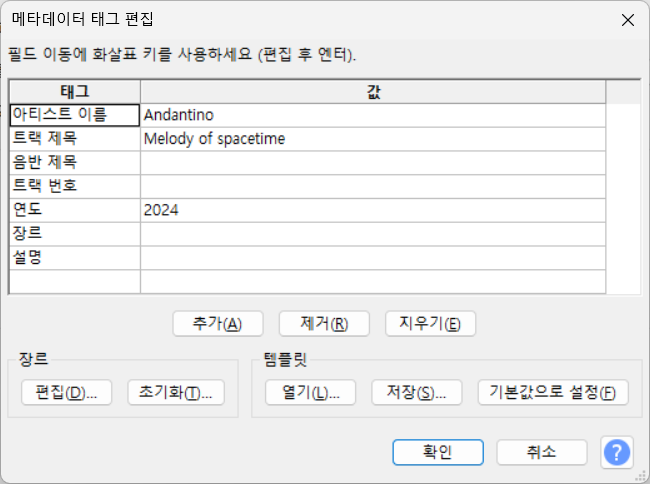 메타데이터 태그 편집
필드 이동에 화살표 키를 사용하세요 (편집 후 엔터).
태그 값
아티스트 이름 Andantino
트랙 제목 Melody of spacetime
음반 제목
트랙 번호
연도 2024
장르
설명
추가(A) 제거(R) 지우기(E)
장르 템플릿
편집(D)... 초기화(T)... 열기(L)... 저장(S)... 기본값으로 설정(F)
확인 취소 ?